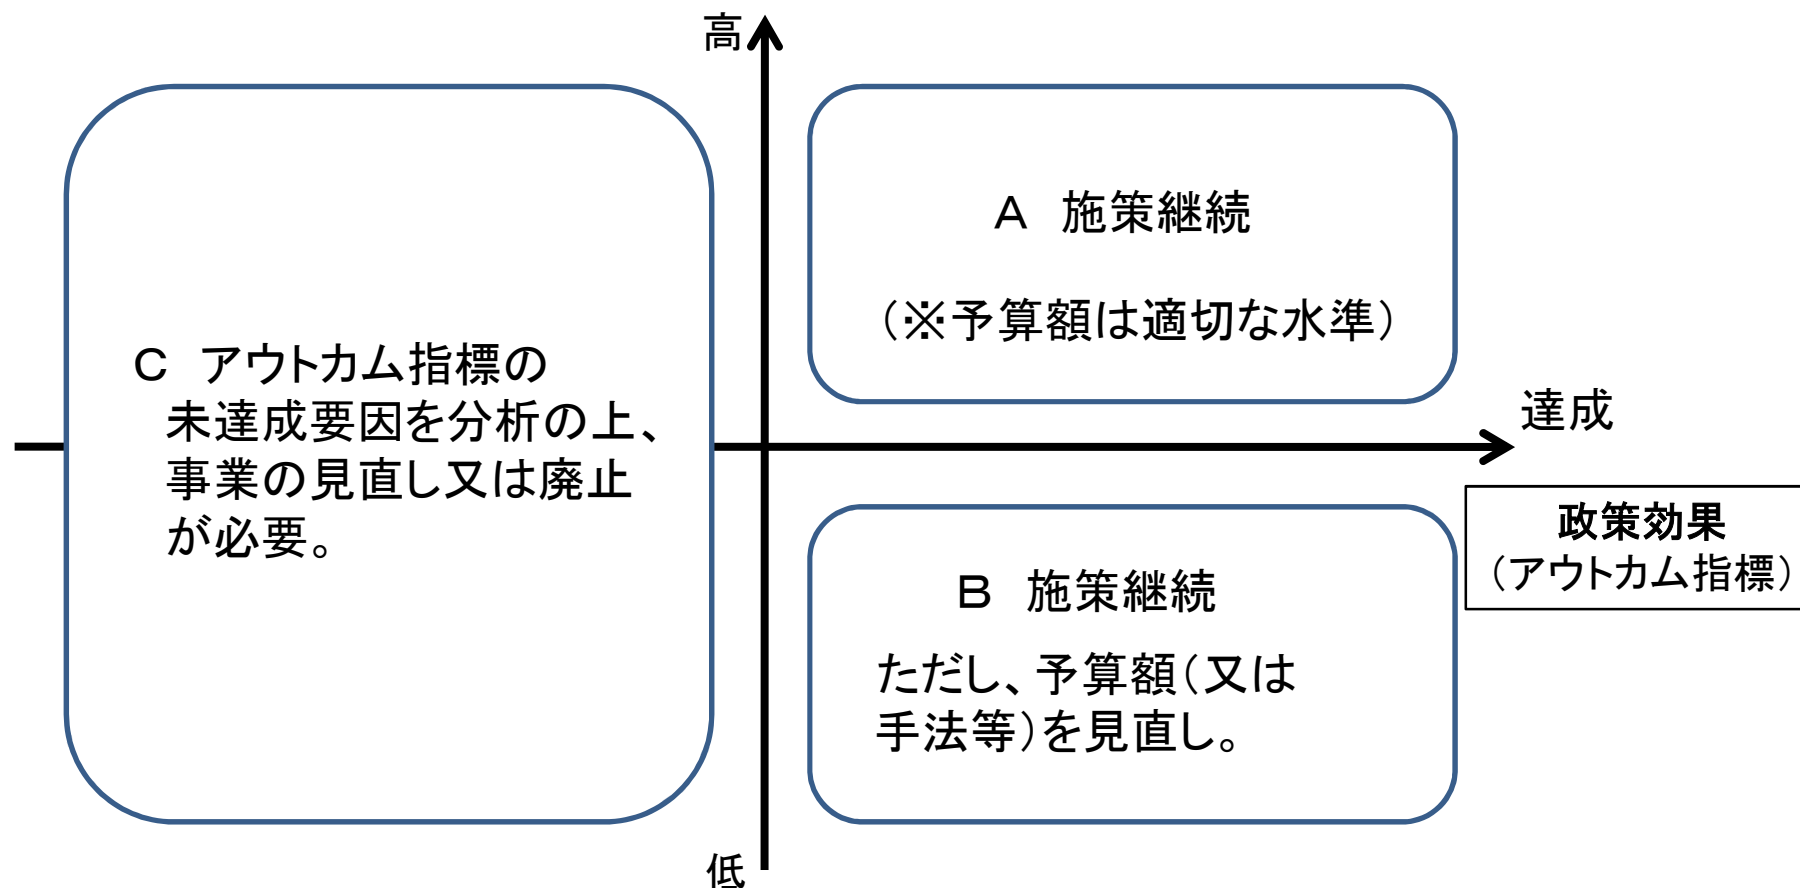 高
A 施策継続
（※予算額は適切な水準）
C アウトカム指標の
未達成要因を分析の上、
事業の見直し又は廃止
が必要。
達成
政策効果
（アウトカム指標）
B 施策継続
ただし、予算額（又は
手法等）を見直し。
低